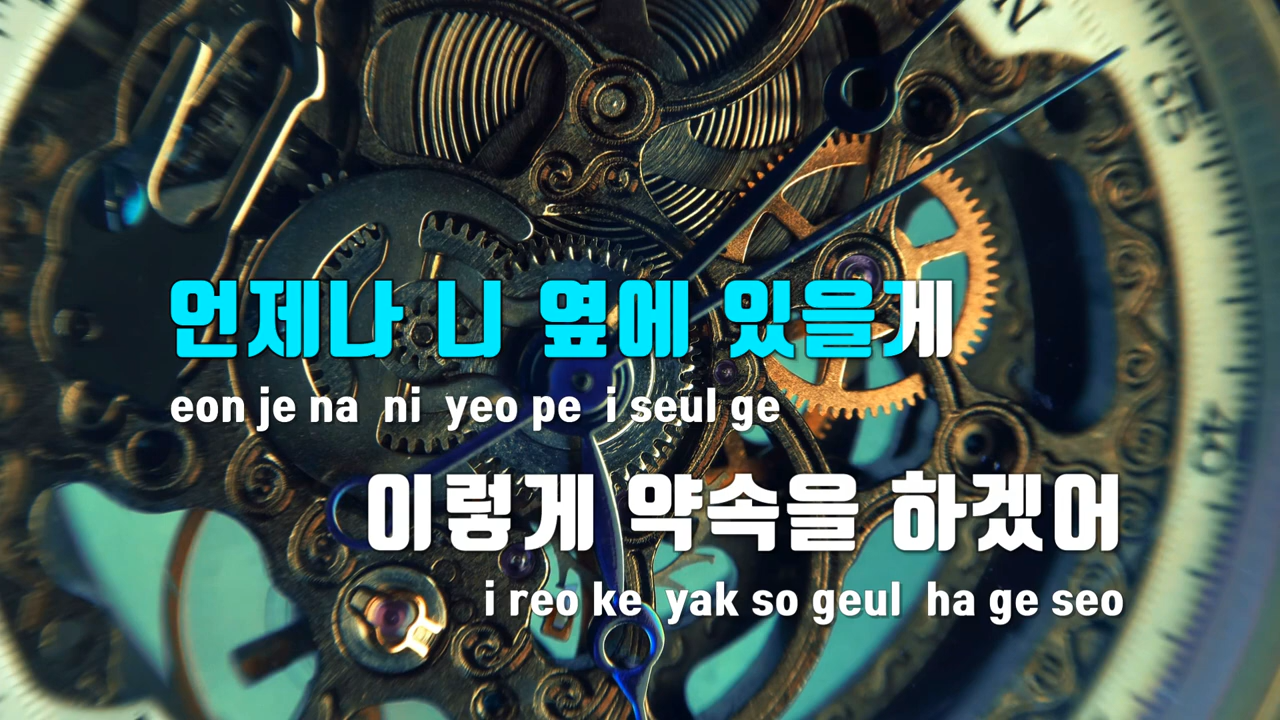 언제나 니 옆에 있을게
eon je na ni yeo pe i seul ge
이렇게 약속을 하겠어
i reo ke yak so geul ha ge seo